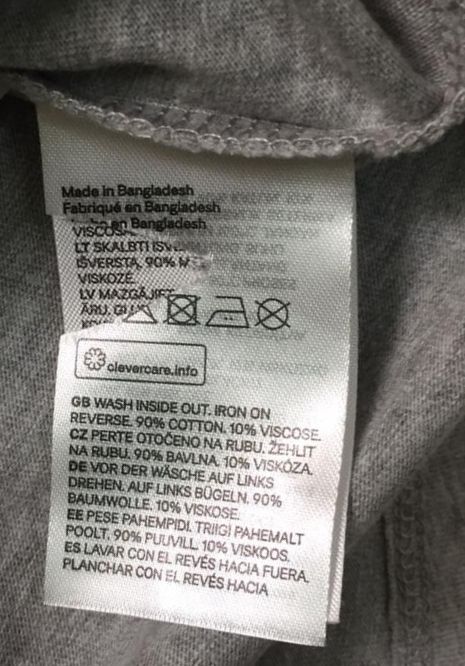 Made in Bangladesh
Fabriqué en Bangladesh
en Bangladesh
LT SKALBTI
IŠVERSTA. 90%
VISKOZĖ.
LV MAZGĀJIET
ĀRU.
clevercare.info
GB WASH INSIDE OUT. IRON ON
REVERSE. 90% COTTON. 10% VISCOSE.
CZ PERTE OTOČENO NA RUBU. ŽEHLIT
NA RUBU. 90% BAVLNA. 10% VISKÓZA.
DE VOR DER WÄSCHE AUF LINKS
DREHEN. AUF LINKS BÜGELN. 90%
BAUMWOLLE. 10% VISKOSE.
EE PESE PAHEMPIDI. TRIIGI PAHEMALT
POOLT. 90% PUUVILL. 10% VISKOOS.
ES LAVAR CON EL REVÉS HACIA FUERA.
PLANCHAR CON EL REVÉS HACIA